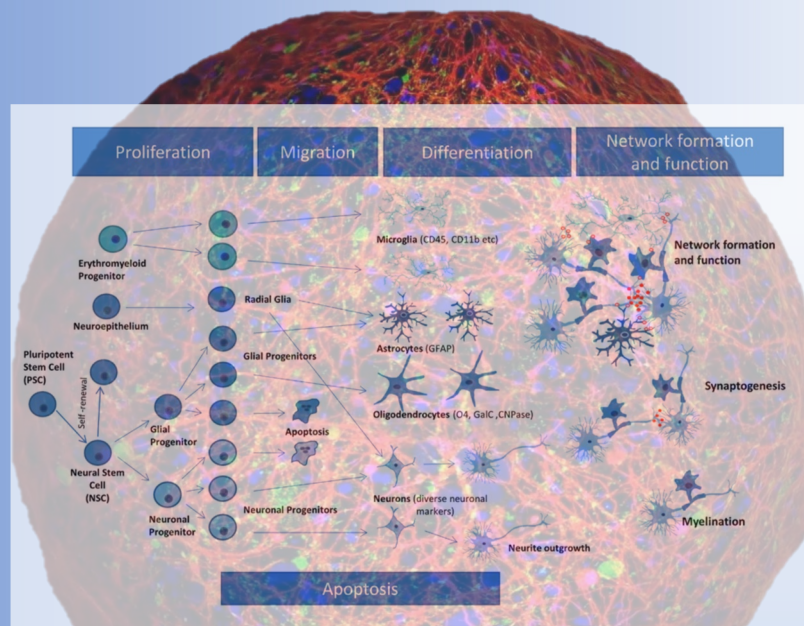 Proliferation
Migration
Differentiation
Network formation
and function
Microglia (CD45, CD11b etc)
Erythromyeloid
Progenitor
Network formation
and function
Radial Glia
Neuroepithelium
Astrocytes (GFAP)
Glial Progenitors
Pluripotent
Stem Cell
(PSC)
Self -renewal
Synaptogenesis
Oligodendrocytes (O4, GalC ,CNPase)
Glial
Progenitor
Apoptosis
Neural Stem
Cell
(NSC)
Neurons (diverse neuronal
markers)
Neuronal Progenitors
Neuronal
Progenitor
Myelination
Neurite outgrowth
Apoptosis